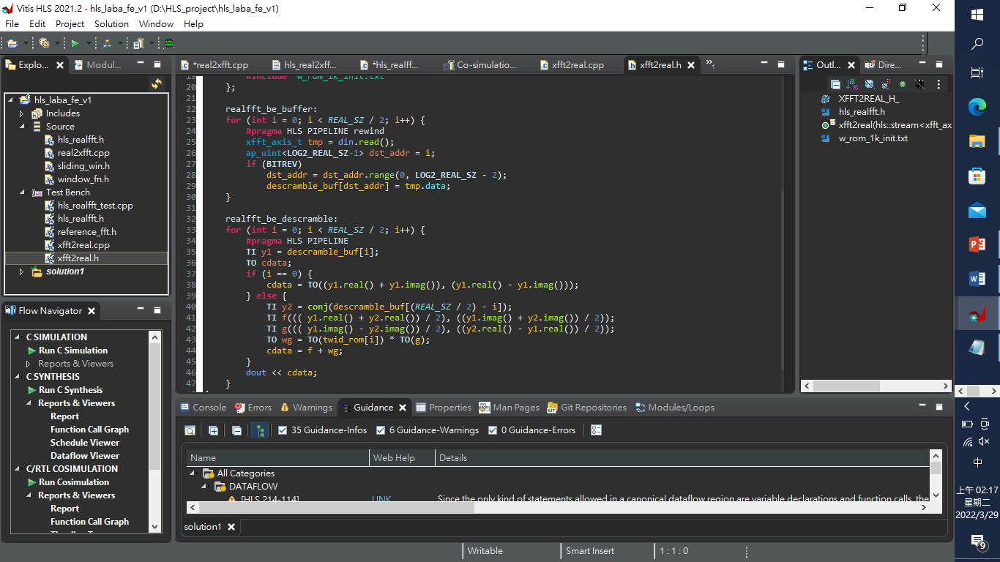 Vitis HLS 2021.2 - hls_laba_fe_v1 (D:\HLS_project\hls_laba_fe_v1)
File Edit Project Solution Window Help
Explo...
Modul...
hls_laba_fe_v1
Includes
Source
hls_realfft.h
real2xfft.cpp
sliding_win.h
window_fn.h
Test Bench
hls_realfft_test.cpp
hls_realfft.h
reference_fft.h
xfft2real.cpp
xfft2real.h
solution1
Flow Navigator
C SIMULATION
Run C Simulation
Reports & Viewers
C SYNTHESIS
Run C Synthesis
Reports & Viewers
Report
Function Call Graph
Schedule Viewer
Dataflow Viewer
C/RTL COSIMULATION
Run Cosimulation
Reports & Viewers
Report
Function Call Graph
*real2xfft.cpp
hls_real2xff...
*hls_realff...
Co-simulatio...
xfft2real.cpp
xfft2real.h
»1
19 #include "w_rom_1k_init.txt"
20 };
21
22 realfft_be_buffer:
23 for (int i = 0; i < REAL_SZ / 2; i++) {
24 #pragma HLS PIPELINE rewind
25 xfft_axis_t tmp = din.read();
26 ap_uint<LOG2_REAL_SZ-1> dst_addr = i;
27 if (BITREV)
28 dst_addr = dst_addr.range(0, LOG2_REAL_SZ - 2);
29 descramble_buf[dst_addr] = tmp.data;
30 }
31
32 realfft_be_descramble:
33 for (int i = 0; i < REAL_SZ / 2; i++) {
34 #pragma HLS PIPELINE
35 TI y1 = descramble_buf[i];
36 TO cdata;
37 if (i == 0) {
38 cdata = TO((y1.real() + y1.imag()), (y1.real() - y1.imag()));
39 } else {
40 TI y2 = conj(descramble_buf[(REAL_SZ / 2) - i]);
41 TI f((( y1.real() + y2.real()) / 2), ((y1.imag() + y2.imag()) / 2));
42 TI g((( y1.imag() - y2.imag()) / 2), ((y2.real() - y1.real()) / 2));
43 TO wg = TO(twid_rom[i]) * TO(g);
44 cdata = f + wg;
45 }
46 dout << cdata;
47 }
Outl...
Dire...
XFFT2REAL_H_
hls_realfft.h
xfft2real(hls::stream<xfft_ax
w_rom_1k_init.txt
Console
Errors
Warnings
Guidance
Properties
Man Pages
Git Repositories
Modules/Loops
35 Guidance-Infos
6 Guidance-Warnings
0 Guidance-Errors
Name Web Help Details
All Categories
DATAFLOW
[HLS 214-114] LINK Since the only kind of statements allowed in a canonical dataflow region are variable declarations and function calls, the
solution1
Writable Smart Insert 1 : 1 : 0
中
上午 02:17
星期二
2022/3/29
9